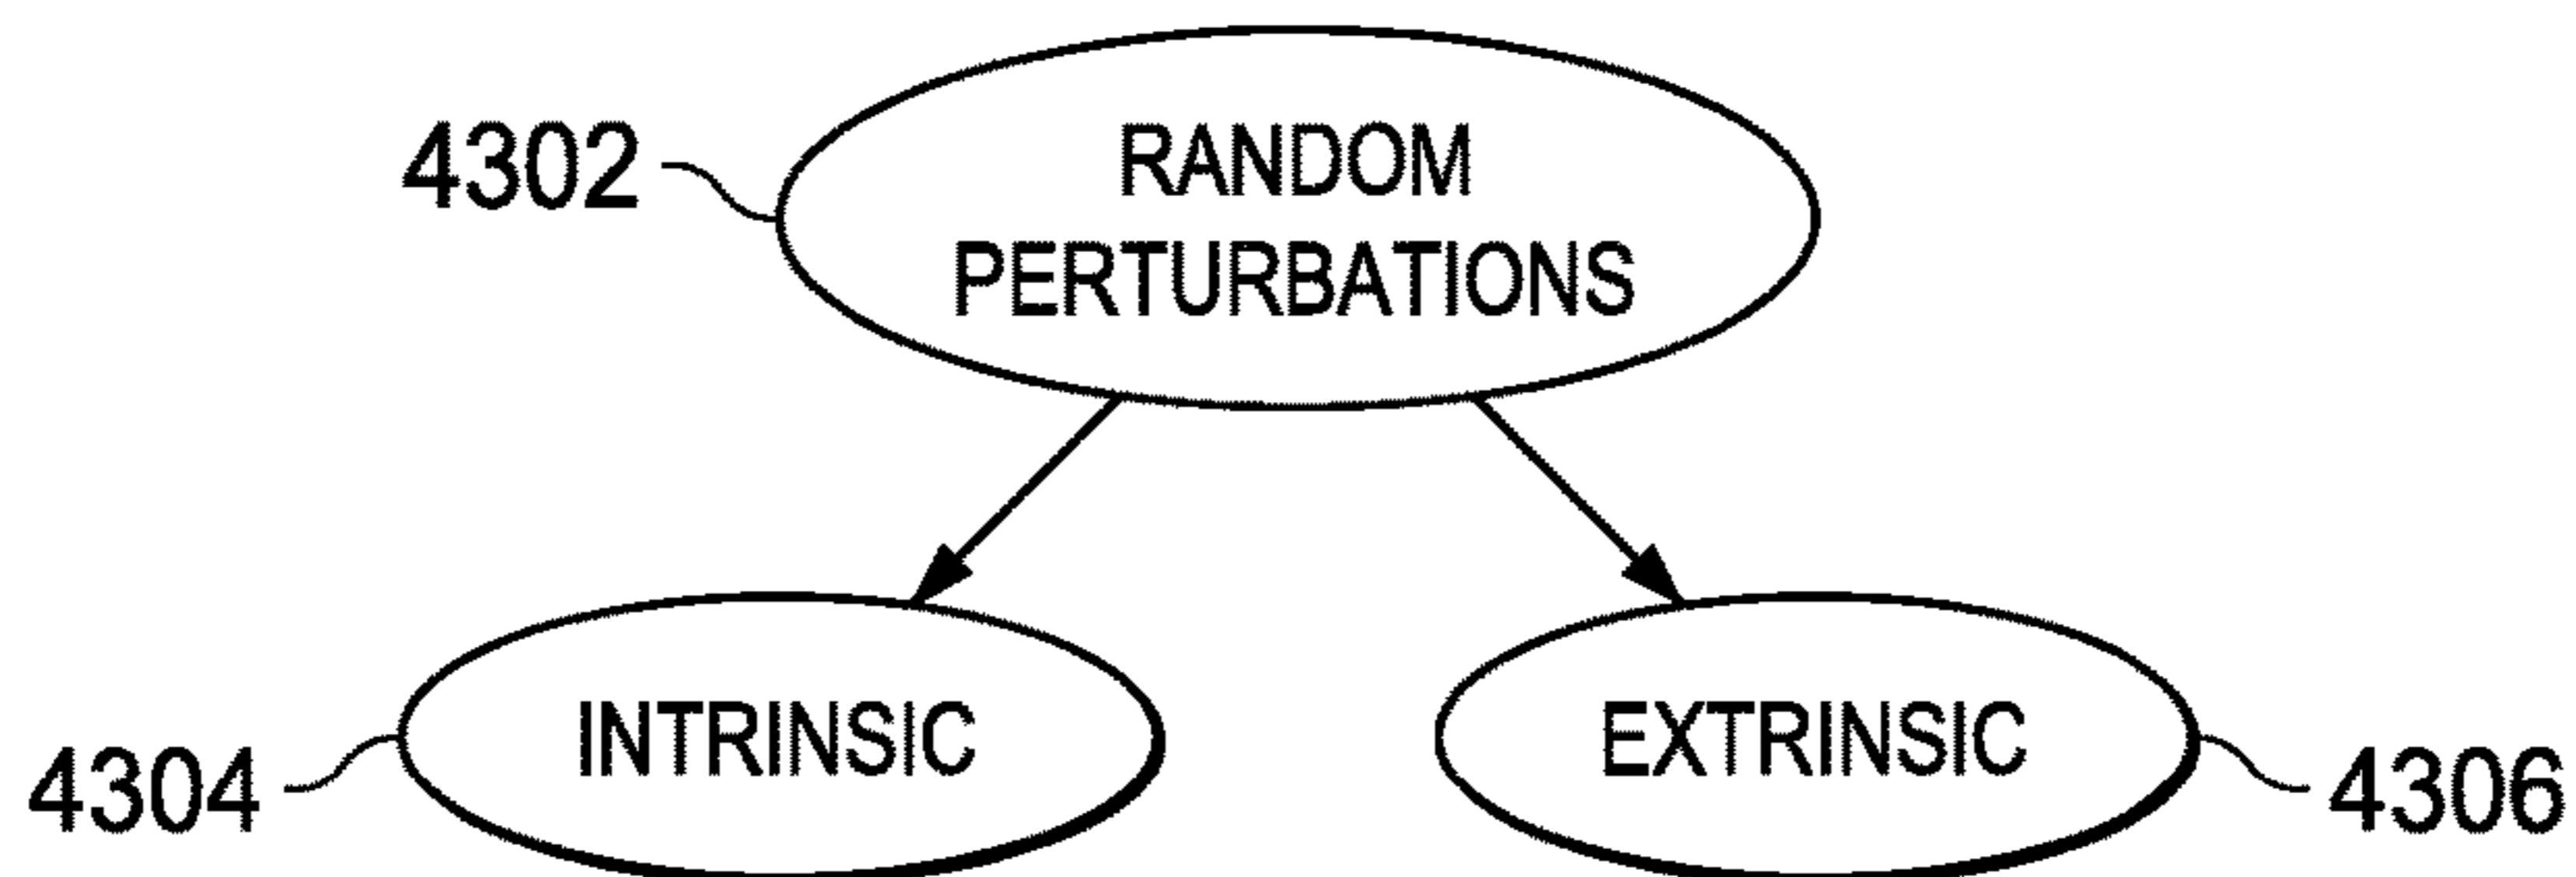 4302
RANDOM
PERTURBATIONS
4304
INTRINSIC
EXTRINSIC
4306